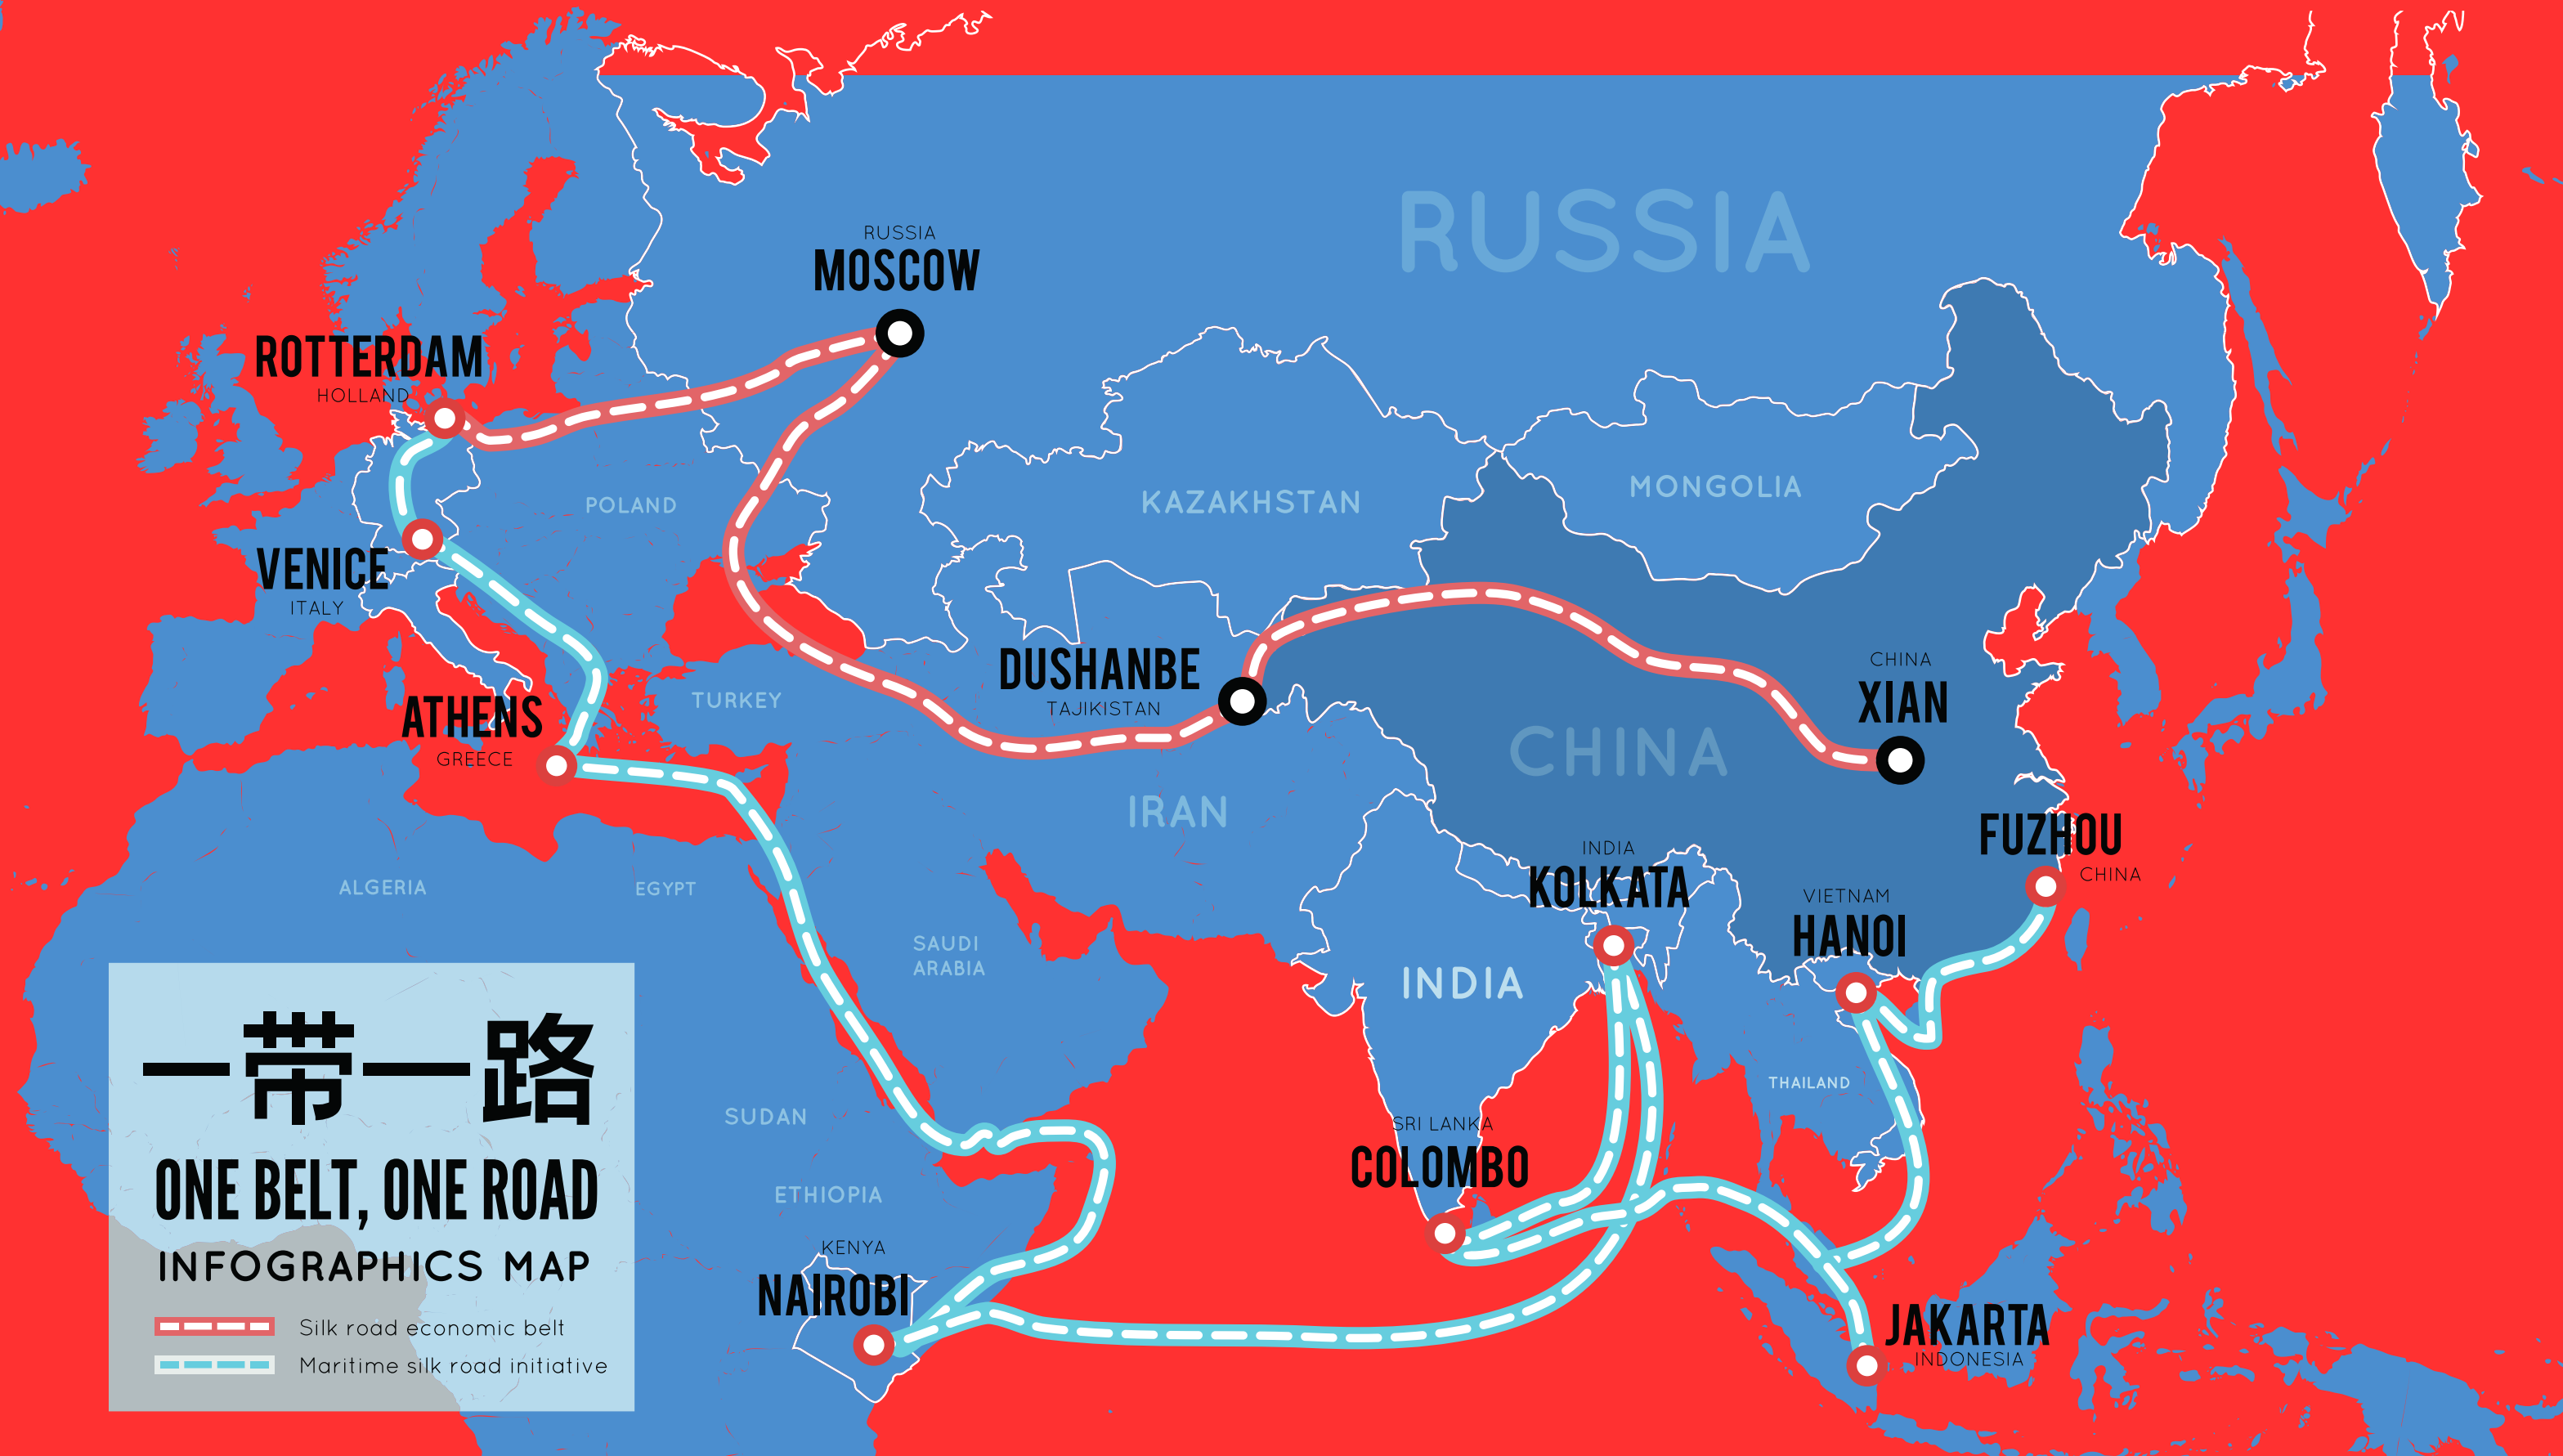 RUSSIA
RUSSIA
MOSCOW
ROTTERDAM
HOLLAND
POLAND
KAZAKHSTAN
MONGOLIA
VENICE
ITALY
DUSHANBE
TAJIKISTAN
CHINA
XIAN
ATHENS
GREECE
TURKEY
CHINA
IRAN
FUZHOU
CHINA
INDIA
KOLKATA
VIETNAM
HANOI
ALGERIA
EGYPT
SAUDI
ARABIA
INDIA
THAILAND
SUDAN
SRI LANKA
COLOMBO
ETHIOPIA
KENYA
NAIROBI
JAKARTA
INDONESIA
一带一路
ONE BELT, ONE ROAD
INFOGRAPHICS MAP
Silk road economic belt
Maritime silk road initiative